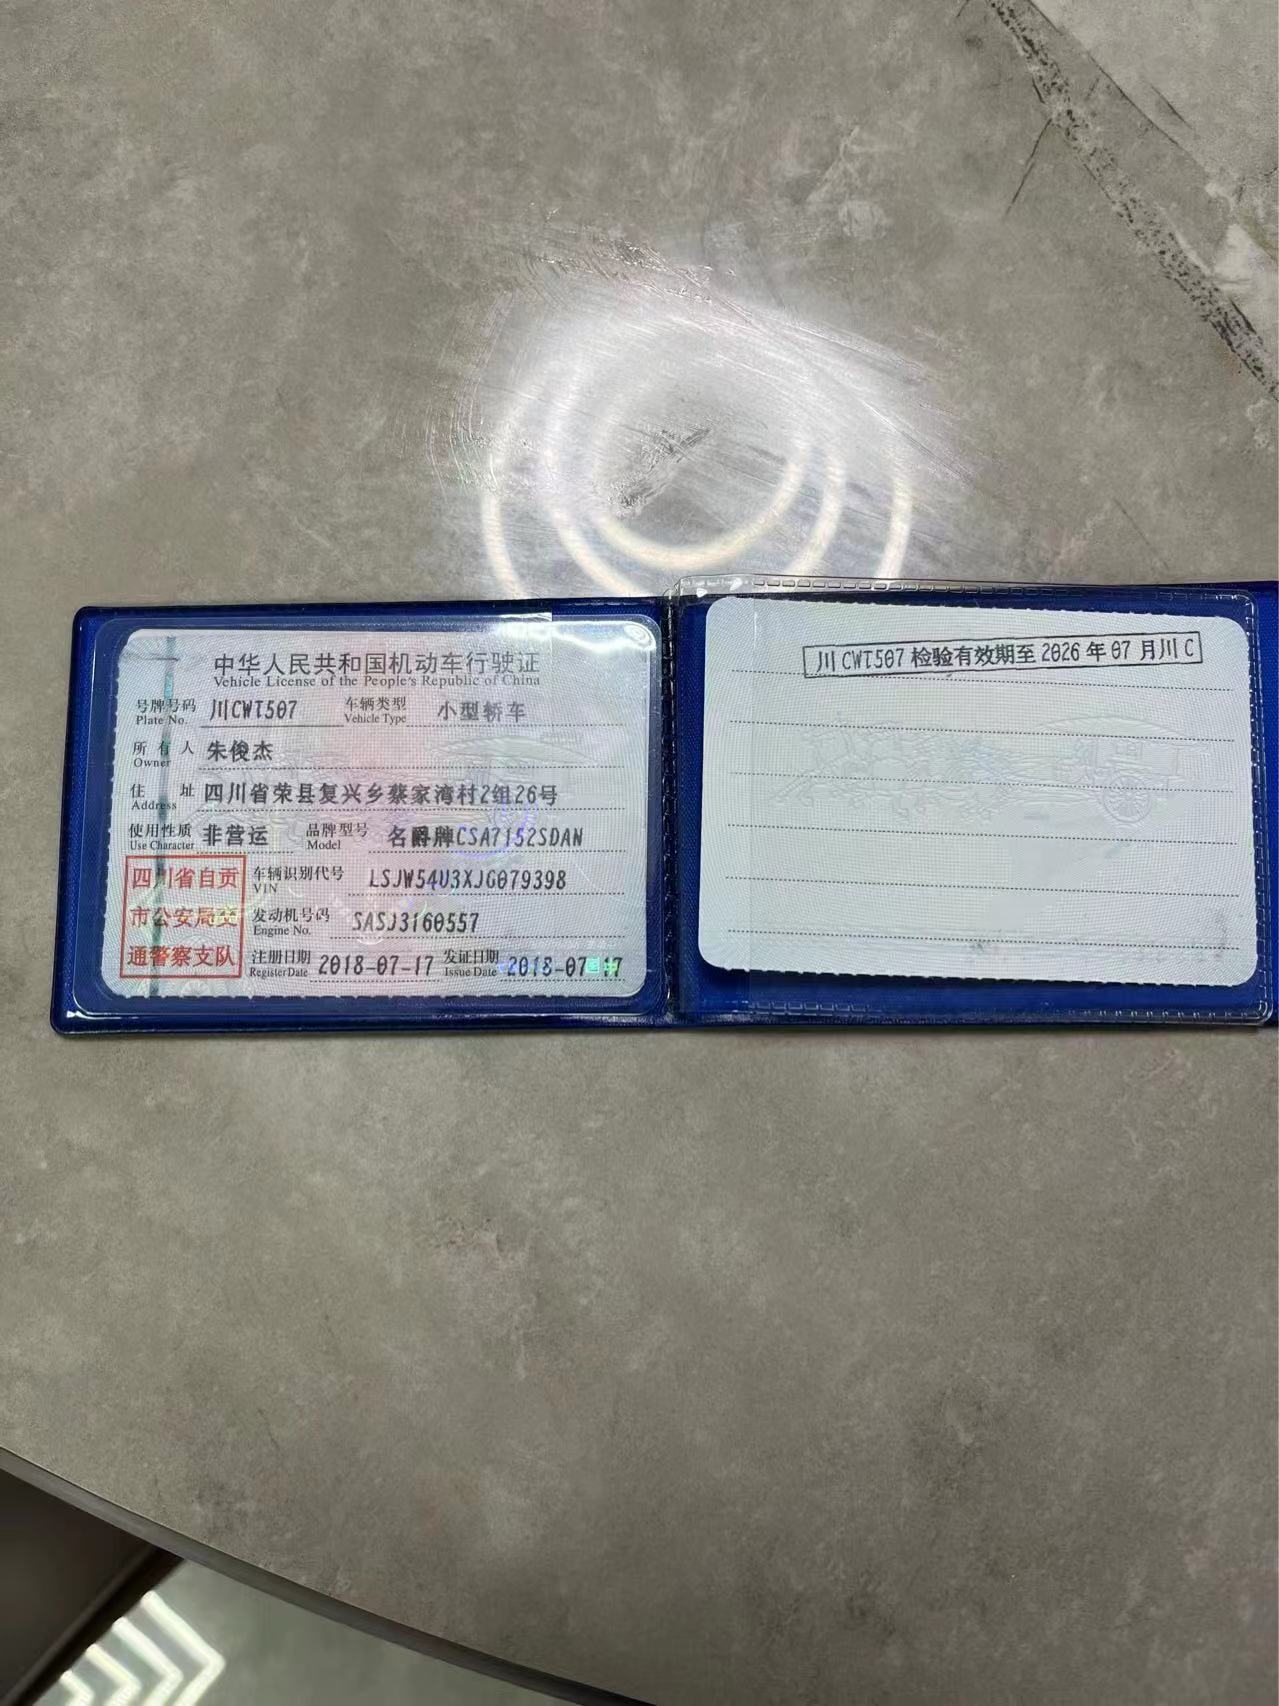 中华人民共和国机动车行驶证
Vehicle License of the People's Republic of China
号牌号码 川CWT507 车辆类型 小型轿车
Plate No. Vehicle Type
所有人 朱俊杰
Owner
住址 四川省荣县复兴乡蔡家湾村2组26号
Address
使用性质 非营运 品牌型号 名爵牌CSA7152SDAN
Use Character Model
四川省自贡
市公安局交
通警察支队
车辆识别代号 LSJW54U3XJG079398
VIN
发动机号码 SASJ3160557
Engine No.
注册日期 2018-07-17 发证日期 2018-07-17
Register Date Issue Date
川CWT507检验有效期至2026年07月川C